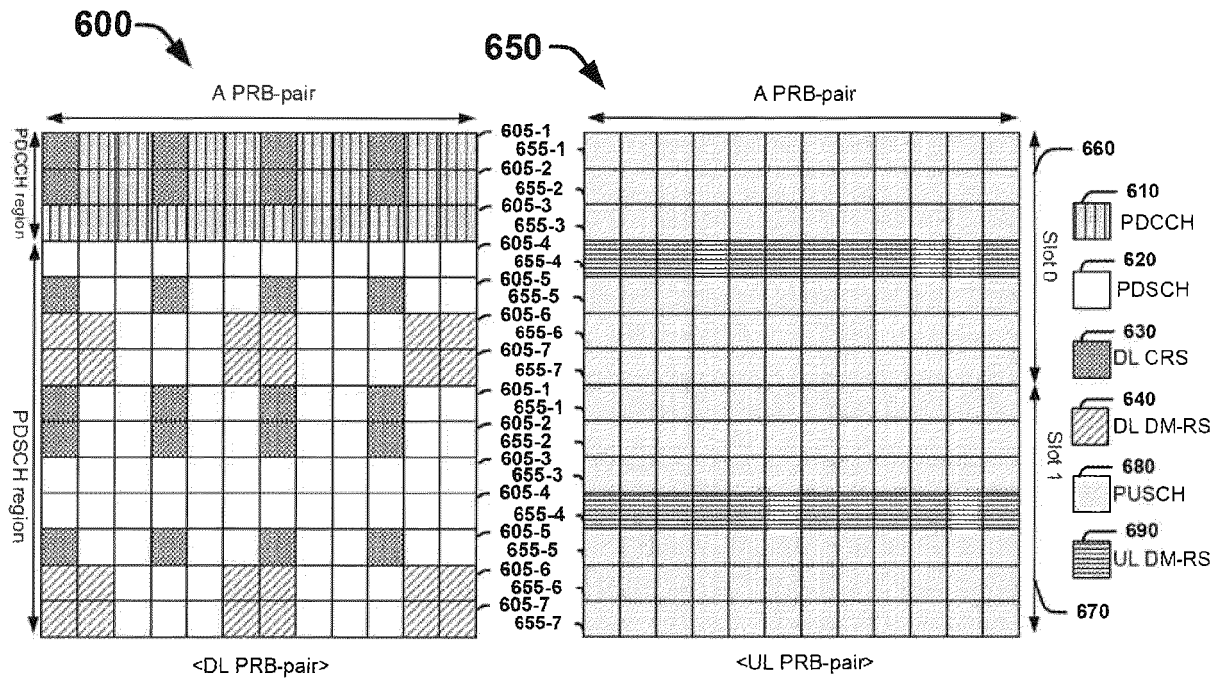 600
650
A PRB-pair
A PRB-pair
PDCCH region
PDSCH region
605-1
655-1
605-2
655-2
605-3
655-3
605-4
655-4
605-5
655-5
605-6
655-6
605-7
655-7
605-1
655-1
605-2
655-2
605-3
655-3
605-4
655-4
605-5
655-5
605-6
655-6
605-7
655-7
Slot 0
Slot 1
660
610
PDCCH
620
PDSCH
630
DL CRS
640
DL DM-RS
680
PUSCH
690
UL DM-RS
670
<DL PRB-pair>
<UL PRB-pair>